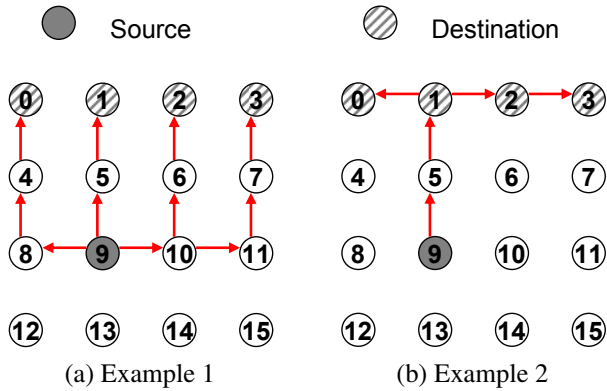 Source Destination
0 1 2 3 0 1 2 3
4 5 6 7 4 5 6 7
8 9 10 11 8 9 10 11
12 13 14 15 12 13 14 15
(a) Example 1 (b) Example 2